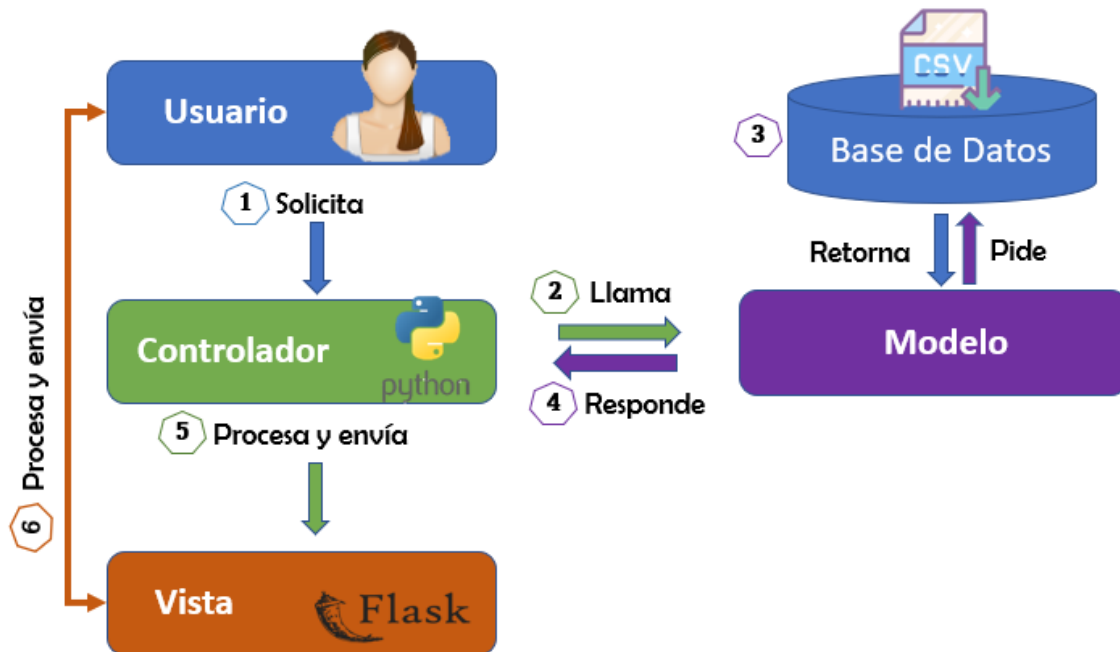 Usuario
CSV
3
Base de Datos
1 Solicita
Retorna
Pide
2 Llama
Controlador
python
Modelo
4 Responde
5 Procesa y envía
6 Procesa y envía
Vista
Flask